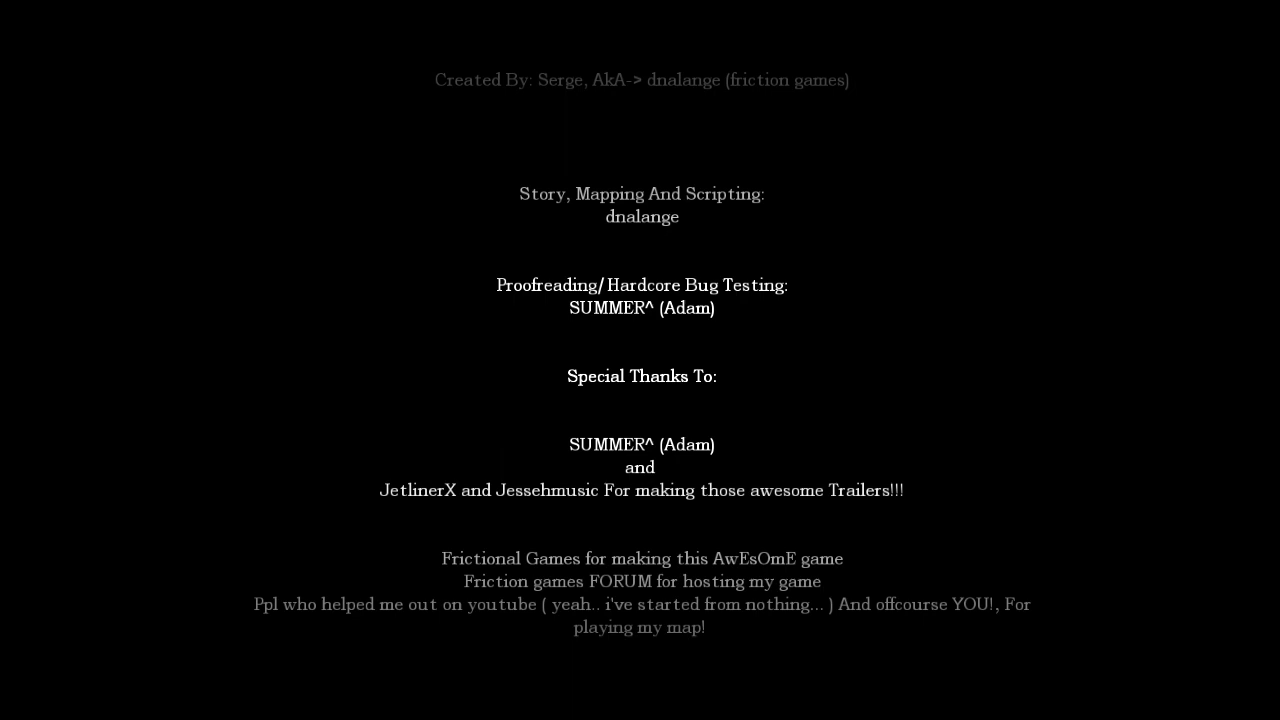 Created By: Serge, AkA-> dnalange (friction games)
Story, Mapping And Scripting:
dnalange
Proofreading/ Hardcore Bug Testing:
SUMMER^ (Adam)
Special Thanks To:
SUMMER^ (Adam)
and
JetlinerX and Jessehmusic For making those awesome Trailers!!!
Frictional Games for making this AwEsOmE game
Friction games FORUM for hosting my game
Ppl who helped me out on youtube ( yeah.. i've started from nothing... ) And offcourse YOU!, For
playing my map!